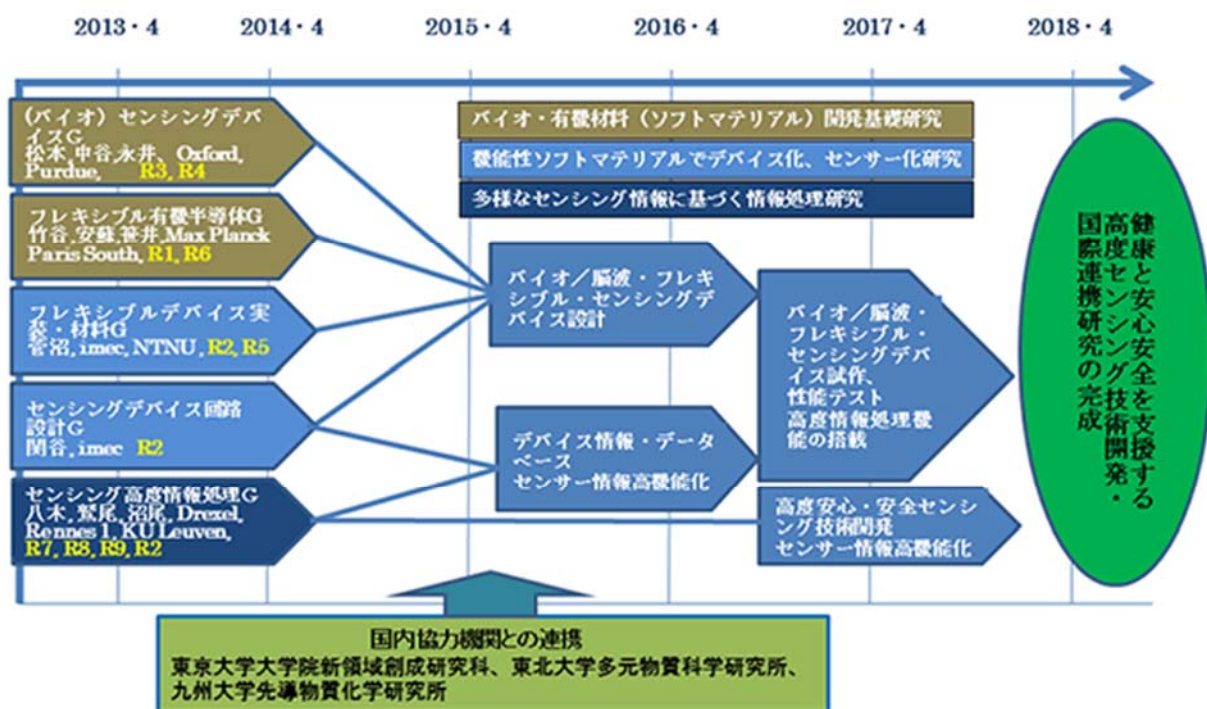 2013・4
2014・4
2015・4
2016・4
2017・4
2018・4
(バイオ) センシングデバ
イスG
松本, 中谷, 永井、Oxford,
Purdue, R3, R4
フレキシブル有機半導体G
竹谷, 安蘇, 笹井, Max Planck
Paris South, R1, R6
フレキシブルデバイス実
装・材料G
菅沼, imec, NTNU, R2, R5
センシングデバイス回路
設計G
関谷, imec R2
センシング高度情報処理G
八木, 鷲尾, 沼尾, Drexel,
Rennes 1, KU Leuven,
R7, R8, R9, R2
バイオ・有機材料（ソフトマテリアル）開発基礎研究
機能性ソフトマテリアルでデバイス化、センサー化研究
多様なセンシング情報に基づく情報処理研究
バイオ／脳波・フレキ
シブル・センシングデ
バイス設計
デバイス情報・データ
ベース
センサー情報高機能化
バイオ／脳波・
フレキシブル・
センシングデバ
イス試作、
性能テスト
高度情報処理機
能の搭載
高度安心・安全センシ
ング技術開発
センサー情報高機能化
健康と安心安全を支援する
高度センシング技術開発・
国際連携研究の完成
国内協力機関との連携
東京大学大学院新領域創成研究科、東北大学多元物質科学研究所、
九州大学先導物質化学研究所